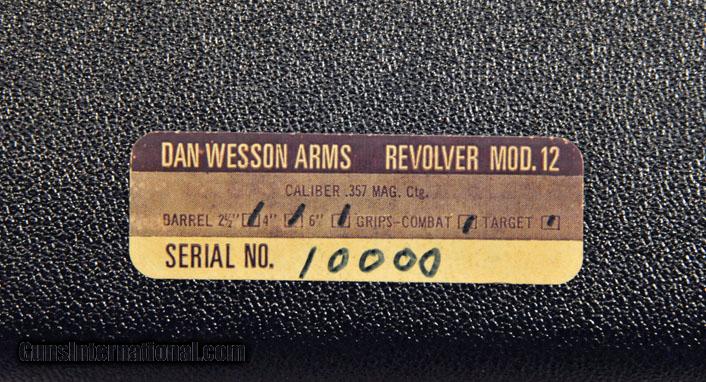 DAN WESSON ARMS REVOLVER MOD. 12
CALIBER .357 MAG. Ctg.
BARREL 2½" 4" 6" GRIPS-COMBAT TARGET
SERIAL NO. 10000
GunsInternational.com